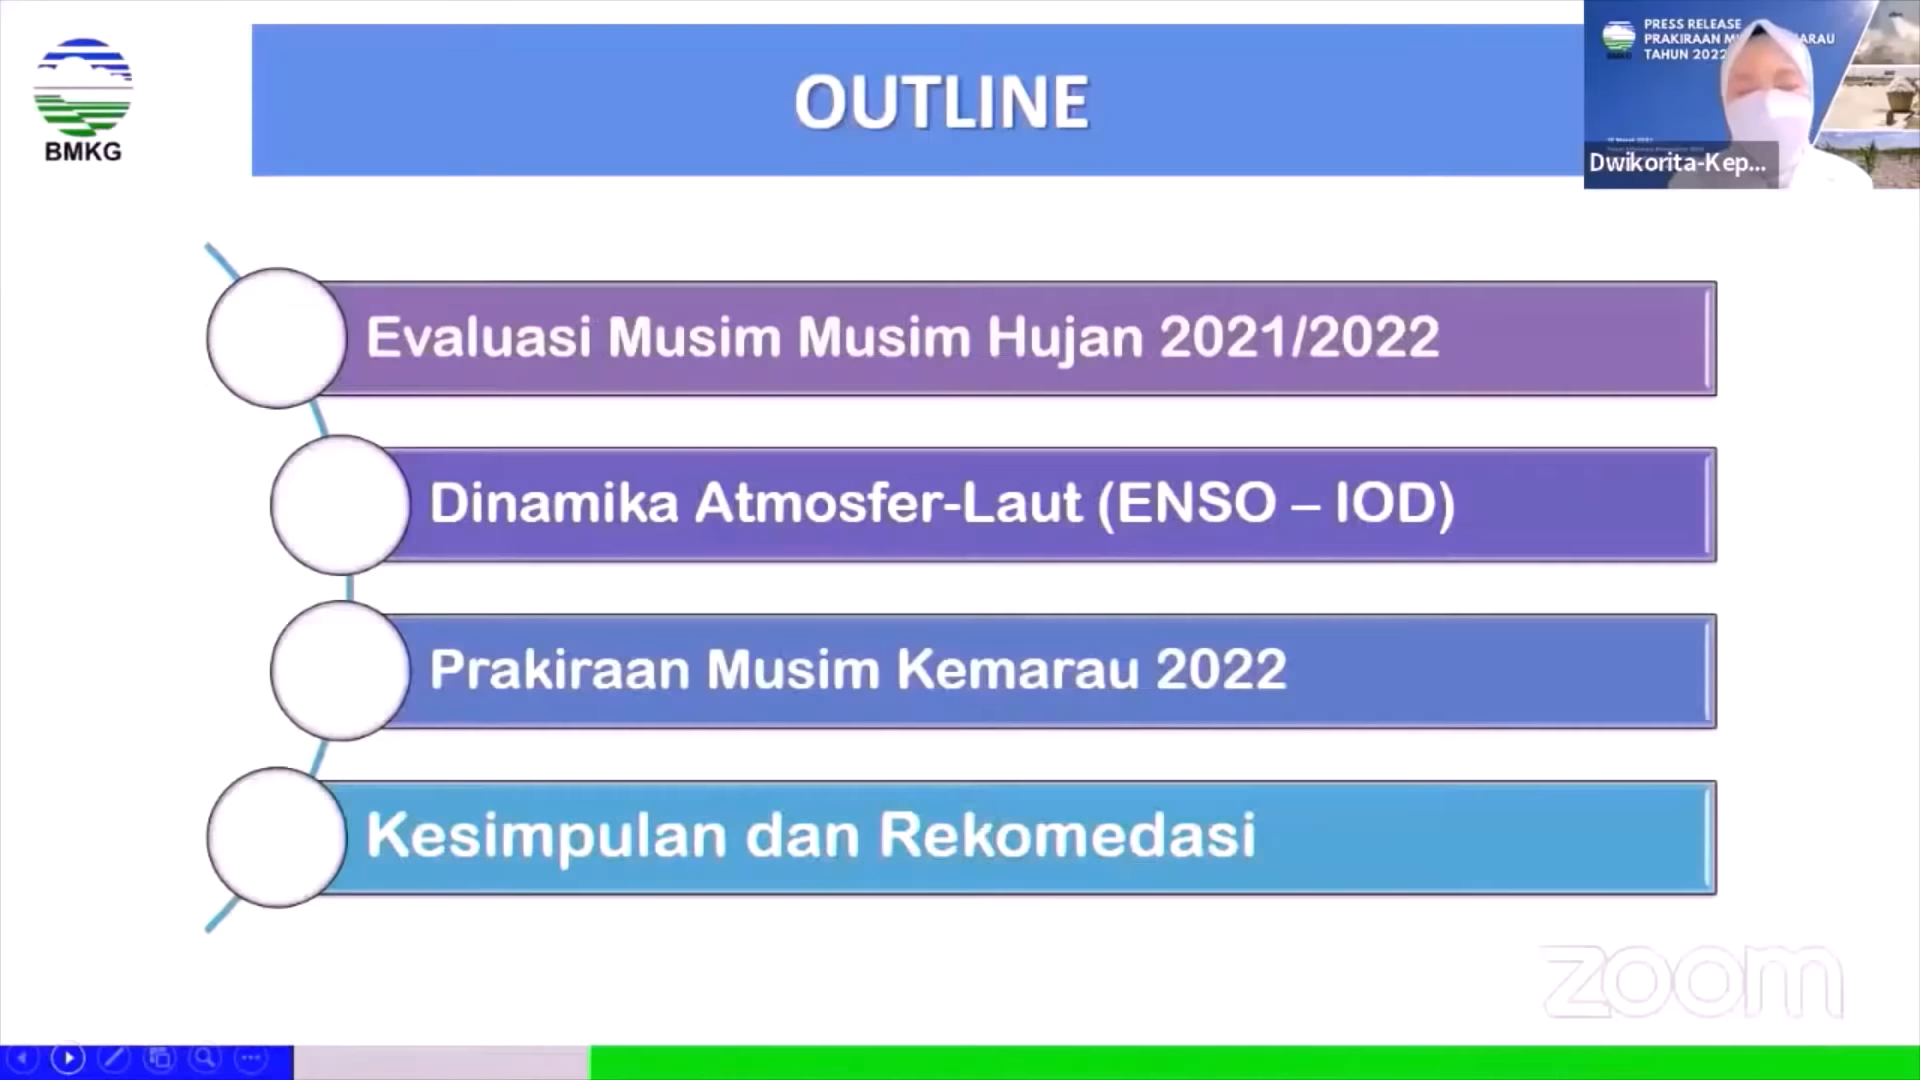 BMKG
OUTLINE
PRESS RELEASE
PRAKIRAAN
TAHUN 2022
Dwikorita-Kep...
Evaluasi Musim Musim Hujan 2021/2022
Dinamika Atmosfer-Laut (ENSO – IOD)
Prakiraan Musim Kemarau 2022
Kesimpulan dan Rekomedasi
zoom